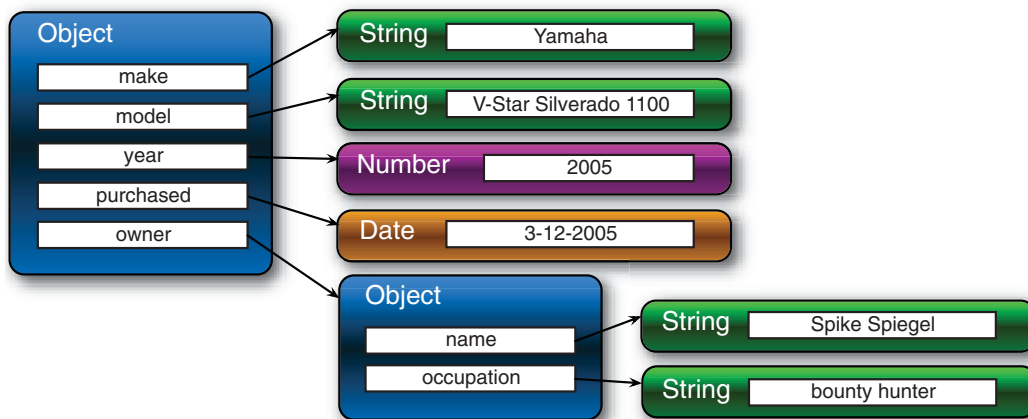 Object
make
model
year
purchased
owner
String Yamaha
String V-Star Silverado 1100
Number 2005
Date 3-12-2005
Object
name
occupation
String Spike Spiegel
String bounty hunter